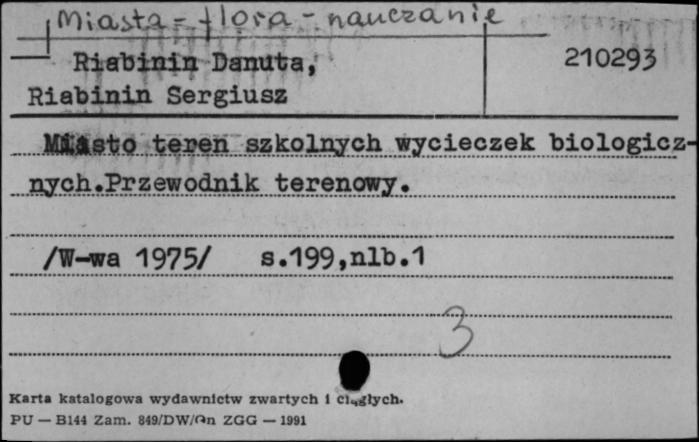 Miasta - flora - nauczanie
Riabinin Danuta,
210293
Riabinin Sergiusz
Miasto teren szkolnych wycieczek biologicz-
nych.Przewodnik terenowy.
/W-wa 1975/ s.199,nlb.1
3
Karta katalogowa wydawnictw zwartych i ciągłych.
PU — B144 Zam. 849/DW/Gn ZGG — 1991